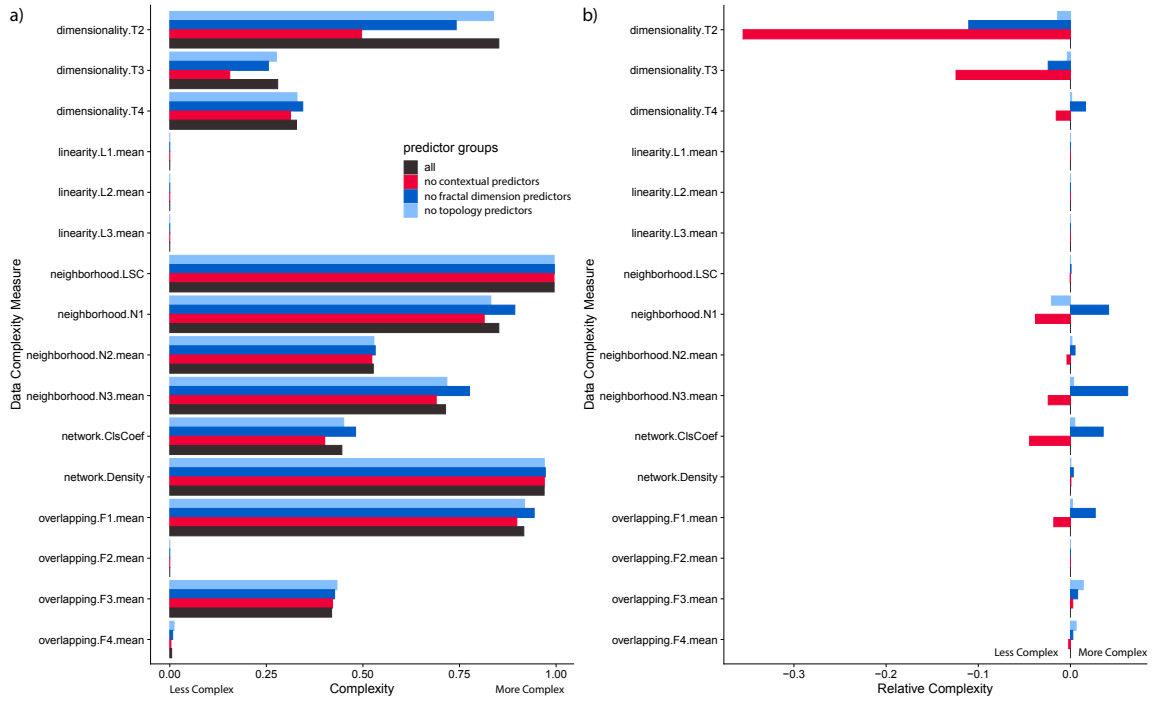 a)
Data Complexity Measure
dimensionality.T2
dimensionality.T3
dimensionality.T4
linearity.L1.mean
linearity.L2.mean
linearity.L3.mean
neighborhood.LSC
neighborhood.N1
neighborhood.N2.mean
neighborhood.N3.mean
network.ClsCoef
network.Density
overlapping.F1.mean
overlapping.F2.mean
overlapping.F3.mean
overlapping.F4.mean
predictor groups
all
no contextual predictors
no fractal dimension predictors
no topology predictors
0.00 0.25 0.50 0.75 1.00
Less Complex Complexity More Complex
b)
Data Complexity Measure
dimensionality.T2
dimensionality.T3
dimensionality.T4
linearity.L1.mean
linearity.L2.mean
linearity.L3.mean
neighborhood.LSC
neighborhood.N1
neighborhood.N2.mean
neighborhood.N3.mean
network.ClsCoef
network.Density
overlapping.F1.mean
overlapping.F2.mean
overlapping.F3.mean
overlapping.F4.mean
Less Complex More Complex
−0.3 −0.2 −0.1 0.0
Relative Complexity